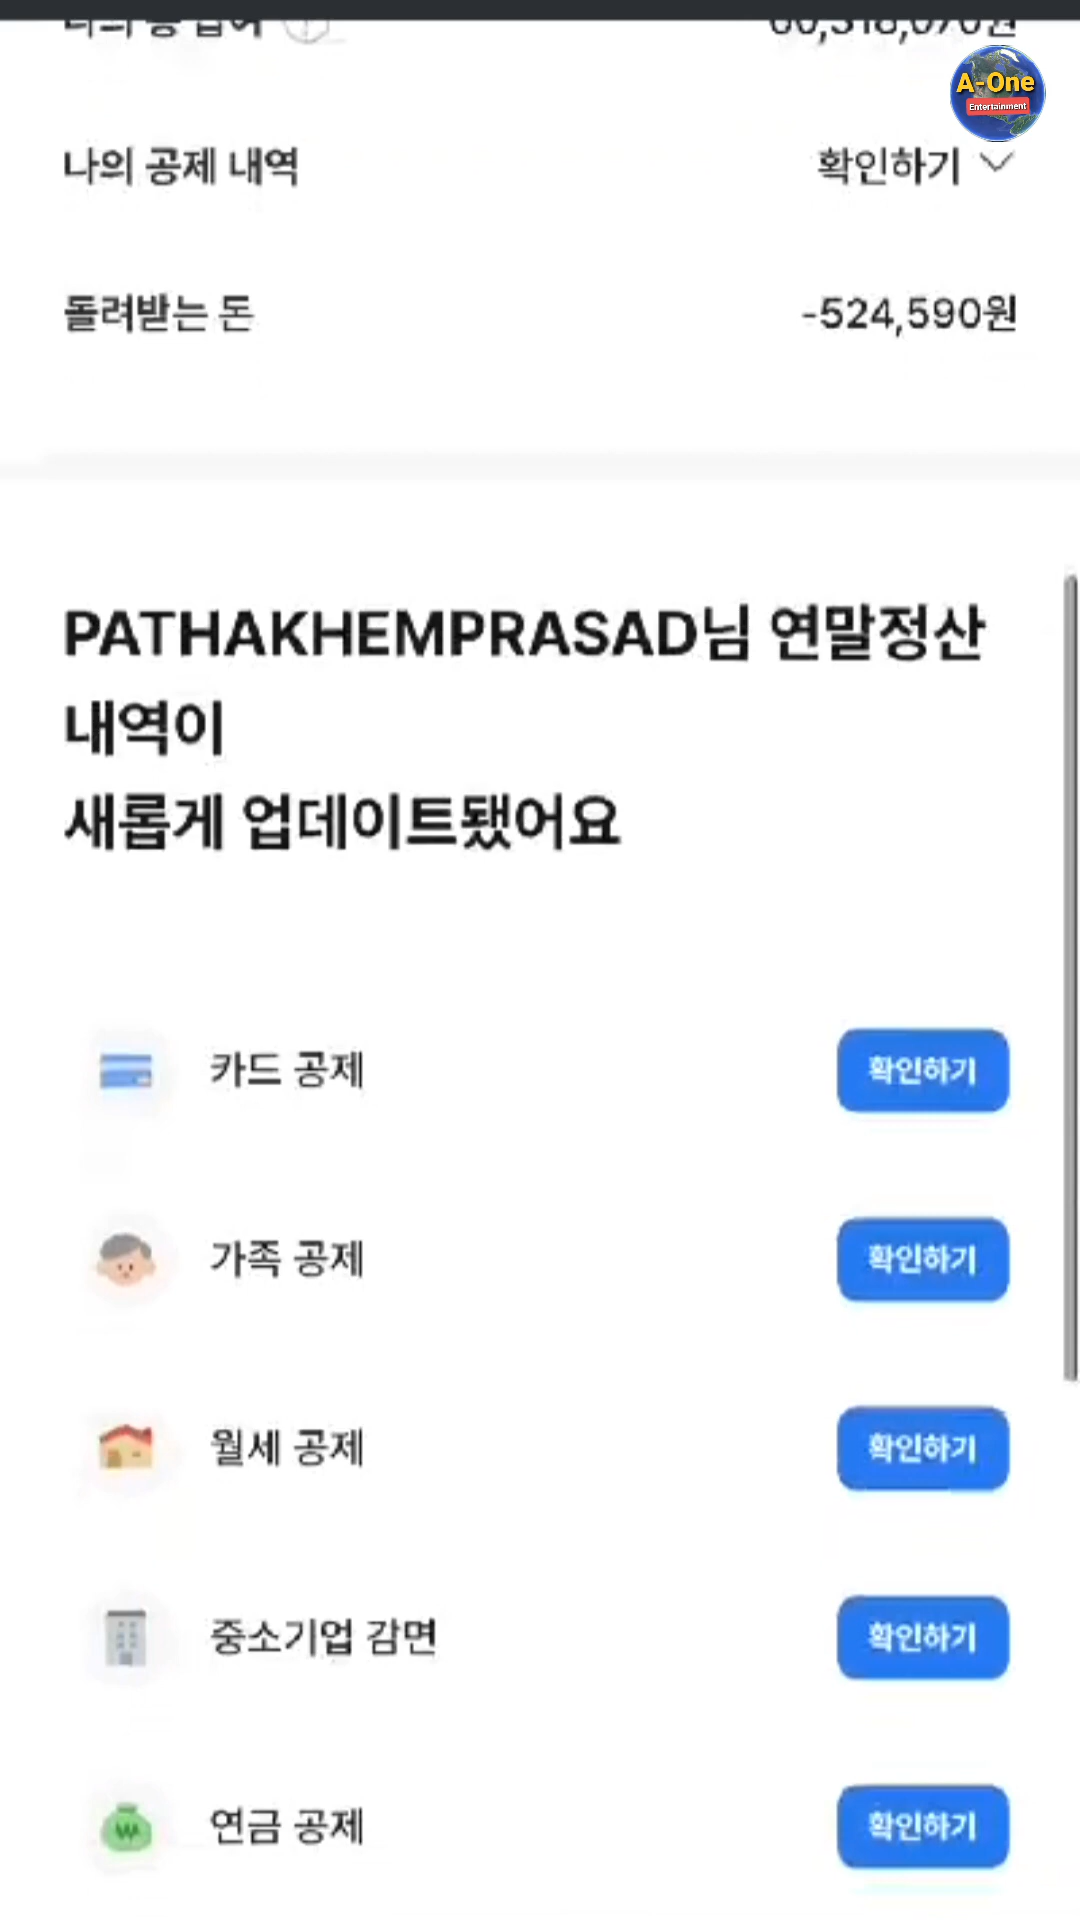 A-One
Entertainment
나의 공제 내역 확인하기
돌려받는 돈 -524,590원
PATHAKHEMPRASAD님 연말정산
내역이
새롭게 업데이트됐어요
카드 공제 확인하기
가족 공제 확인하기
월세 공제 확인하기
중소기업 감면 확인하기
연금 공제 확인하기